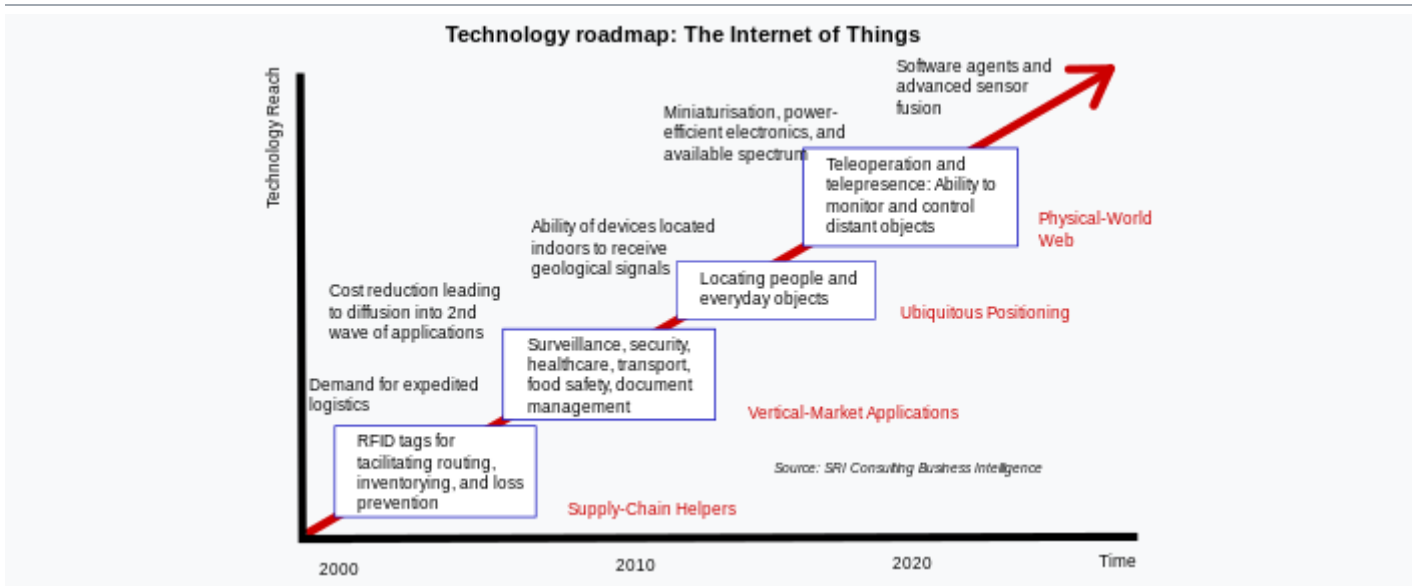 Technology roadmap: The Internet of Things
Technology Reach
Software agents and
advanced sensor
fusion
Miniaturisation, power-
efficient electronics, and
available spectrum
Teleoperation and
telepresence: Ability to
monitor and control
distant objects
Physical-World
Web
Ability of devices located
indoors to receive
geological signals
Locating people and
everyday objects
Ubiquitous Positioning
Cost reduction leading
to diffusion into 2nd
wave of applications
Surveillance, security,
healthcare, transport,
food safety, document
management
Vertical-Market Applications
Demand for expedited
logistics
RFID tags for
tacilitating routing,
inventorying, and loss
prevention
Supply-Chain Helpers
Source: SRI Consulting Business Intelligence
2000
2010
2020
Time